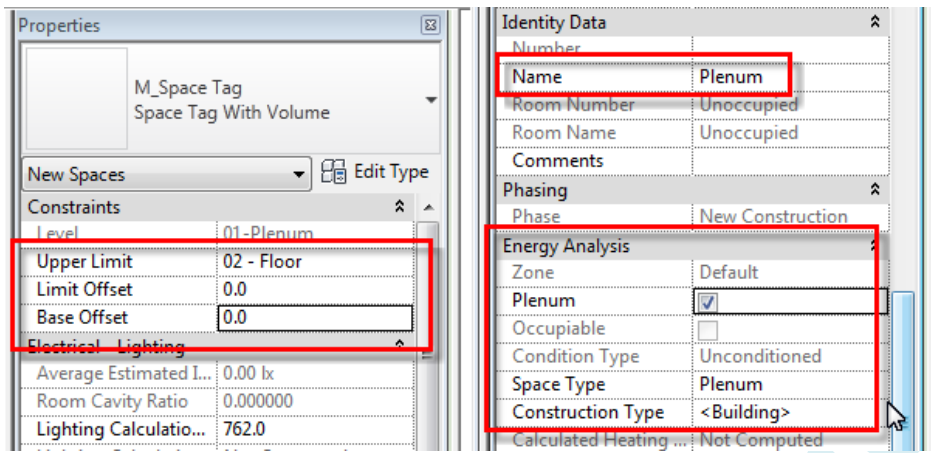 Properties
M_Space Tag
Space Tag With Volume
New Spaces
Edit Type
Constraints
Level 01-Plenum
Upper Limit 02 - Floor
Limit Offset 0.0
Base Offset 0.0
Electrical - Lighting
Average Estimated I... 0.00 lx
Room Cavity Ratio 0.000000
Lighting Calculatio... 762.0
Identity Data
Number
Name Plenum
Room Number Unoccupied
Room Name Unoccupied
Comments
Phasing
Phase New Construction
Energy Analysis
Zone Default
Plenum
Occupiable
Condition Type Unconditioned
Space Type Plenum
Construction Type <Building>
Calculated Heating ... Not Computed